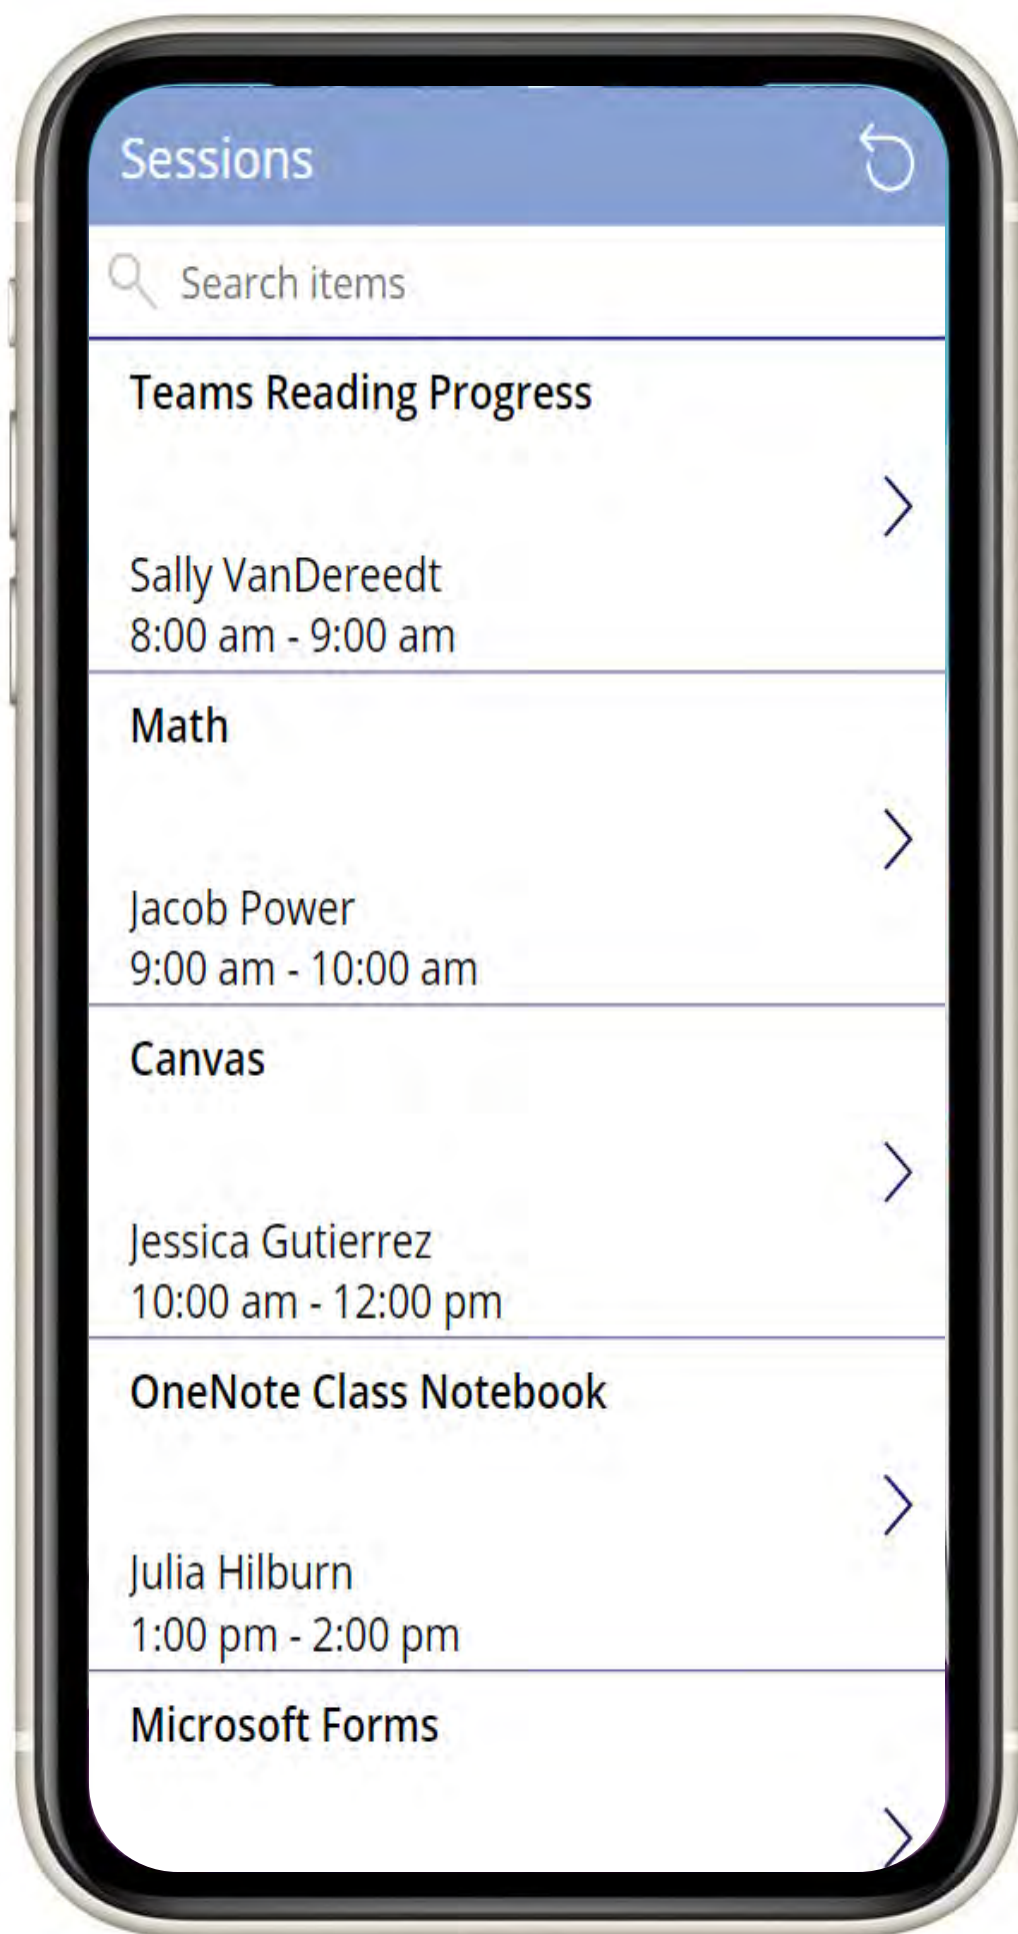 Sessions
Search items
Teams Reading Progress
Sally VanDereedt
8:00 am - 9:00 am
Math
Jacob Power
9:00 am - 10:00 am
Canvas
Jessica Gutierrez
10:00 am - 12:00 pm
OneNote Class Notebook
Julia Hilburn
1:00 pm - 2:00 pm
Microsoft Forms